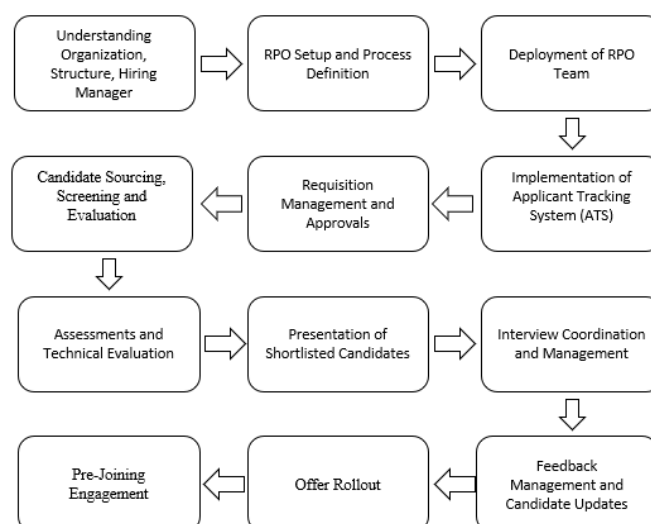 Understanding
Organization,
Structure, Hiring
Manager
RPO Setup and Process
Definition
Deployment of RPO
Team
Implementation of
Applicant Tracking
System (ATS)
Requisition
Management and
Approvals
Candidate Sourcing,
Screening and
Evaluation
Assessments and
Technical Evaluation
Presentation of
Shortlisted Candidates
Interview Coordination
and Management
Feedback
Management and
Candidate Updates
Offer Rollout
Pre-Joining
Engagement